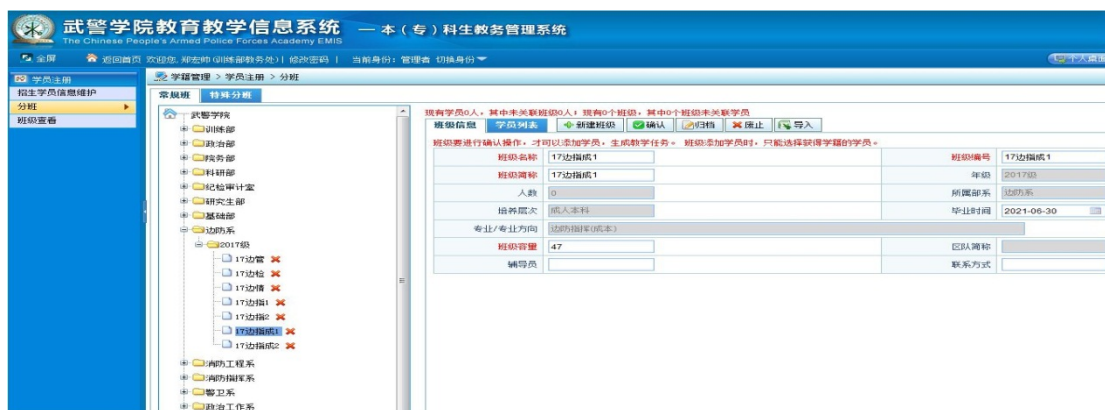 武警学院教育教学信息系统 — 本（专）科生教务管理系统
The Chinese People's Armed Police Forces Academy EMIS
全屏 返回首页 欢迎您, 郑宏帅(训练部教务处)| 修改密码 | 当前身份: 管理者 切换身份
个人桌面
学员注册
招生学员信息维护
分班
班级查看
学籍管理 > 学员注册 > 分班
常规班 特殊分班
武警学院
训练部
政治部
院务部
科研部
纪检审计室
研究生部
基础部
边防系
2017级
17边管
17边检
17边情
17边指1
17边指2
17边指成1
17边指成2
消防工程系
消防指挥系
警卫系
政治工作系
现有学员0人, 其中未关联班级0人; 现有0个班级, 其中0个班级未关联学员
班级信息 学员列表 新建班级 确认 归档 废止 导入
班级要进行确认操作, 才可以添加学员, 生成教学任务。 班级添加学员时, 只能选择获得学籍的学员。
班级名称 17边指成1 班级编号 17边指成1
班级简称 17边指成1 年级 2017级
人数 0 所属部系 边防系
培养层次 成人本科 毕业时间 2021-06-30
专业/专业方向 边防指挥(成本)
班级容量 47 区队简称
辅导员 联系方式